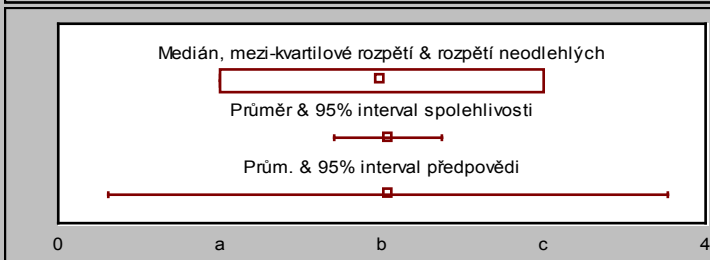 Medián, mezi-kvartilové rozpětí & rozpětí neodlehlých
Průměr & 95% interval spolehlivosti
Prům. & 95% interval předpovědi
0 a b c 4